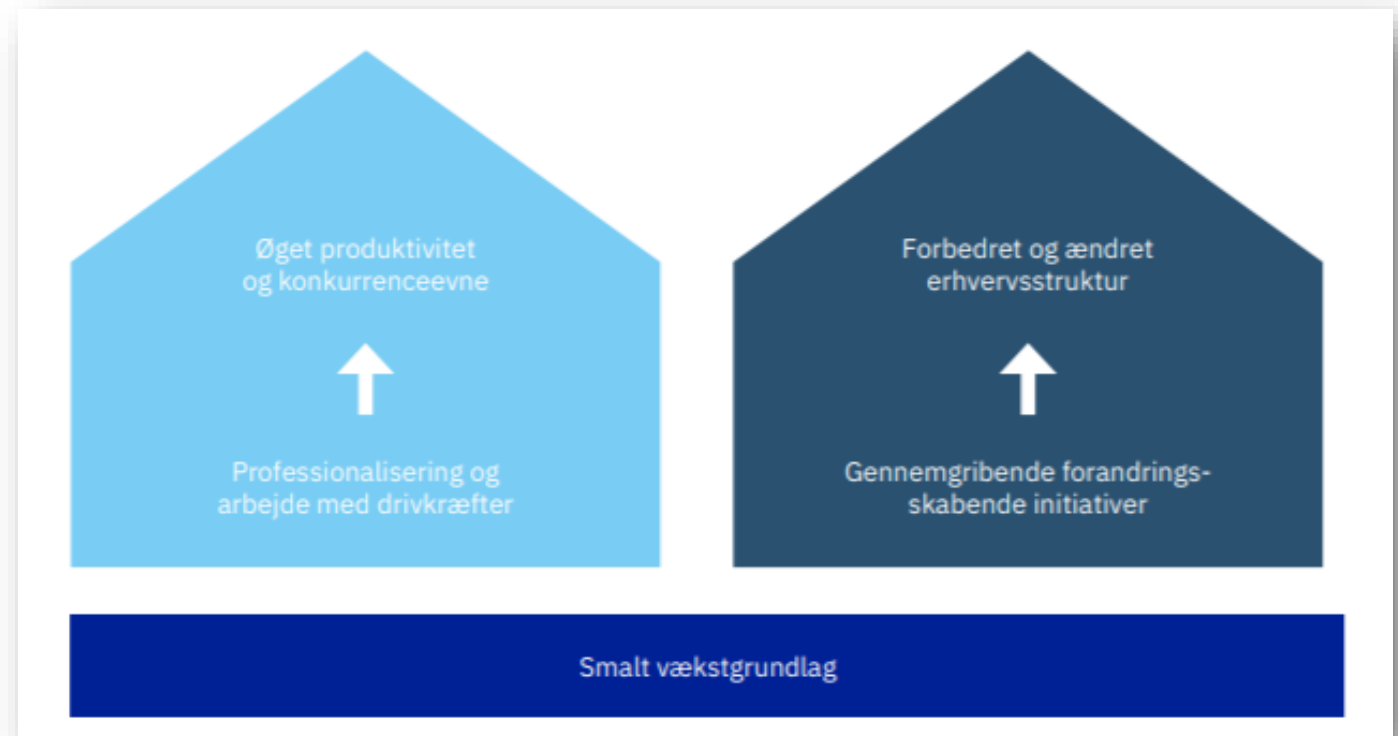 Øget produktivitet
og konkurrenceevne
Professionalisering og
arbejde med drivkræfter
Forbedret og ændret
erhvervsstruktur
Gennemgribende forandrings-
skabende initiativer
Smalt vækstgrundlag